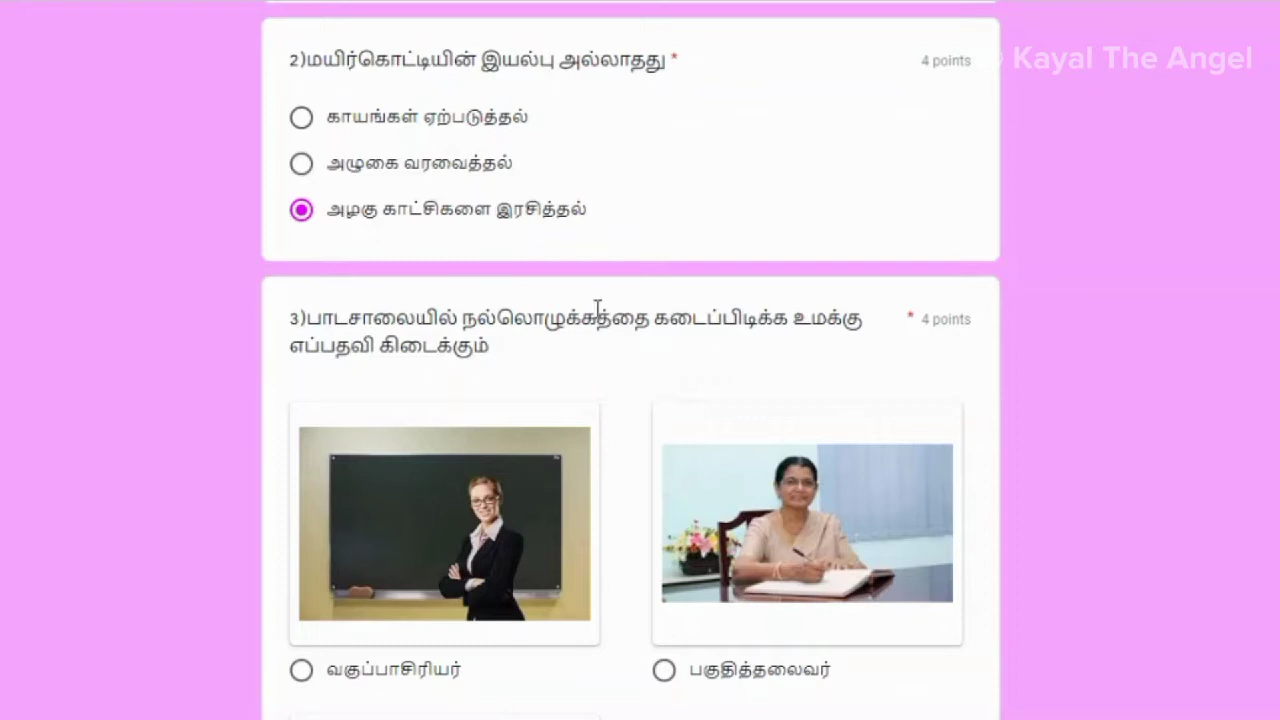 2)மயிர்கொட்டியின் இயல்பு அல்லாதது *
4 points
Kayal The Angel
காயங்கள் ஏற்படுத்தல்
அழுகை வரவைத்தல்
அழகு காட்சிகளை இரசித்தல்
3)பாடசாலையில் நல்லொழுக்கத்தை கடைப்பிடிக்க உமக்கு
* 4 points
எப்பதவி கிடைக்கும்
வகுப்பாசிரியர்
பகுதித்தலைவர்